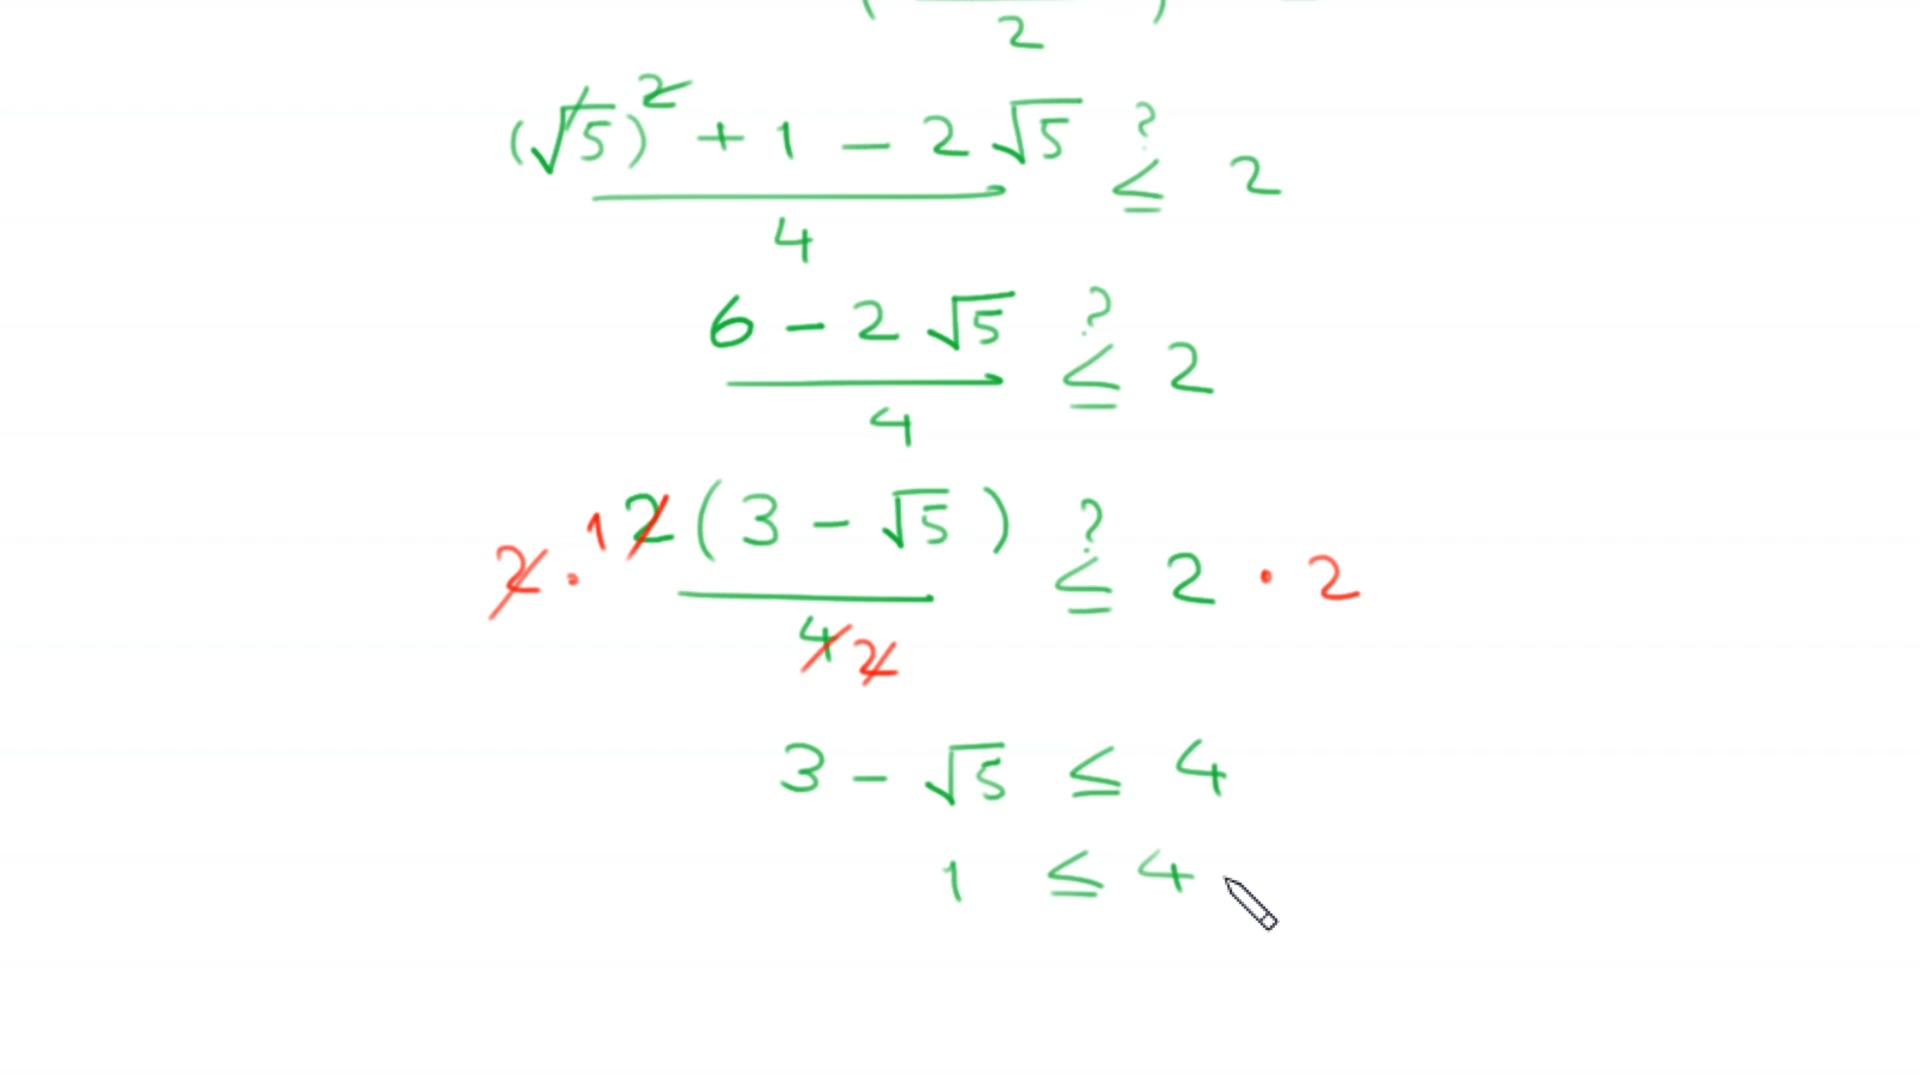 ( ) 2
(√5)² + 1 − 2√5 / 4 ≤? 2
6 − 2√5 / 4 ≤? 2
2 · 1 2(3 − √5) / 4 2 ≤? 2 · 2
3 − √5 ≤ 4
1 ≤ 4